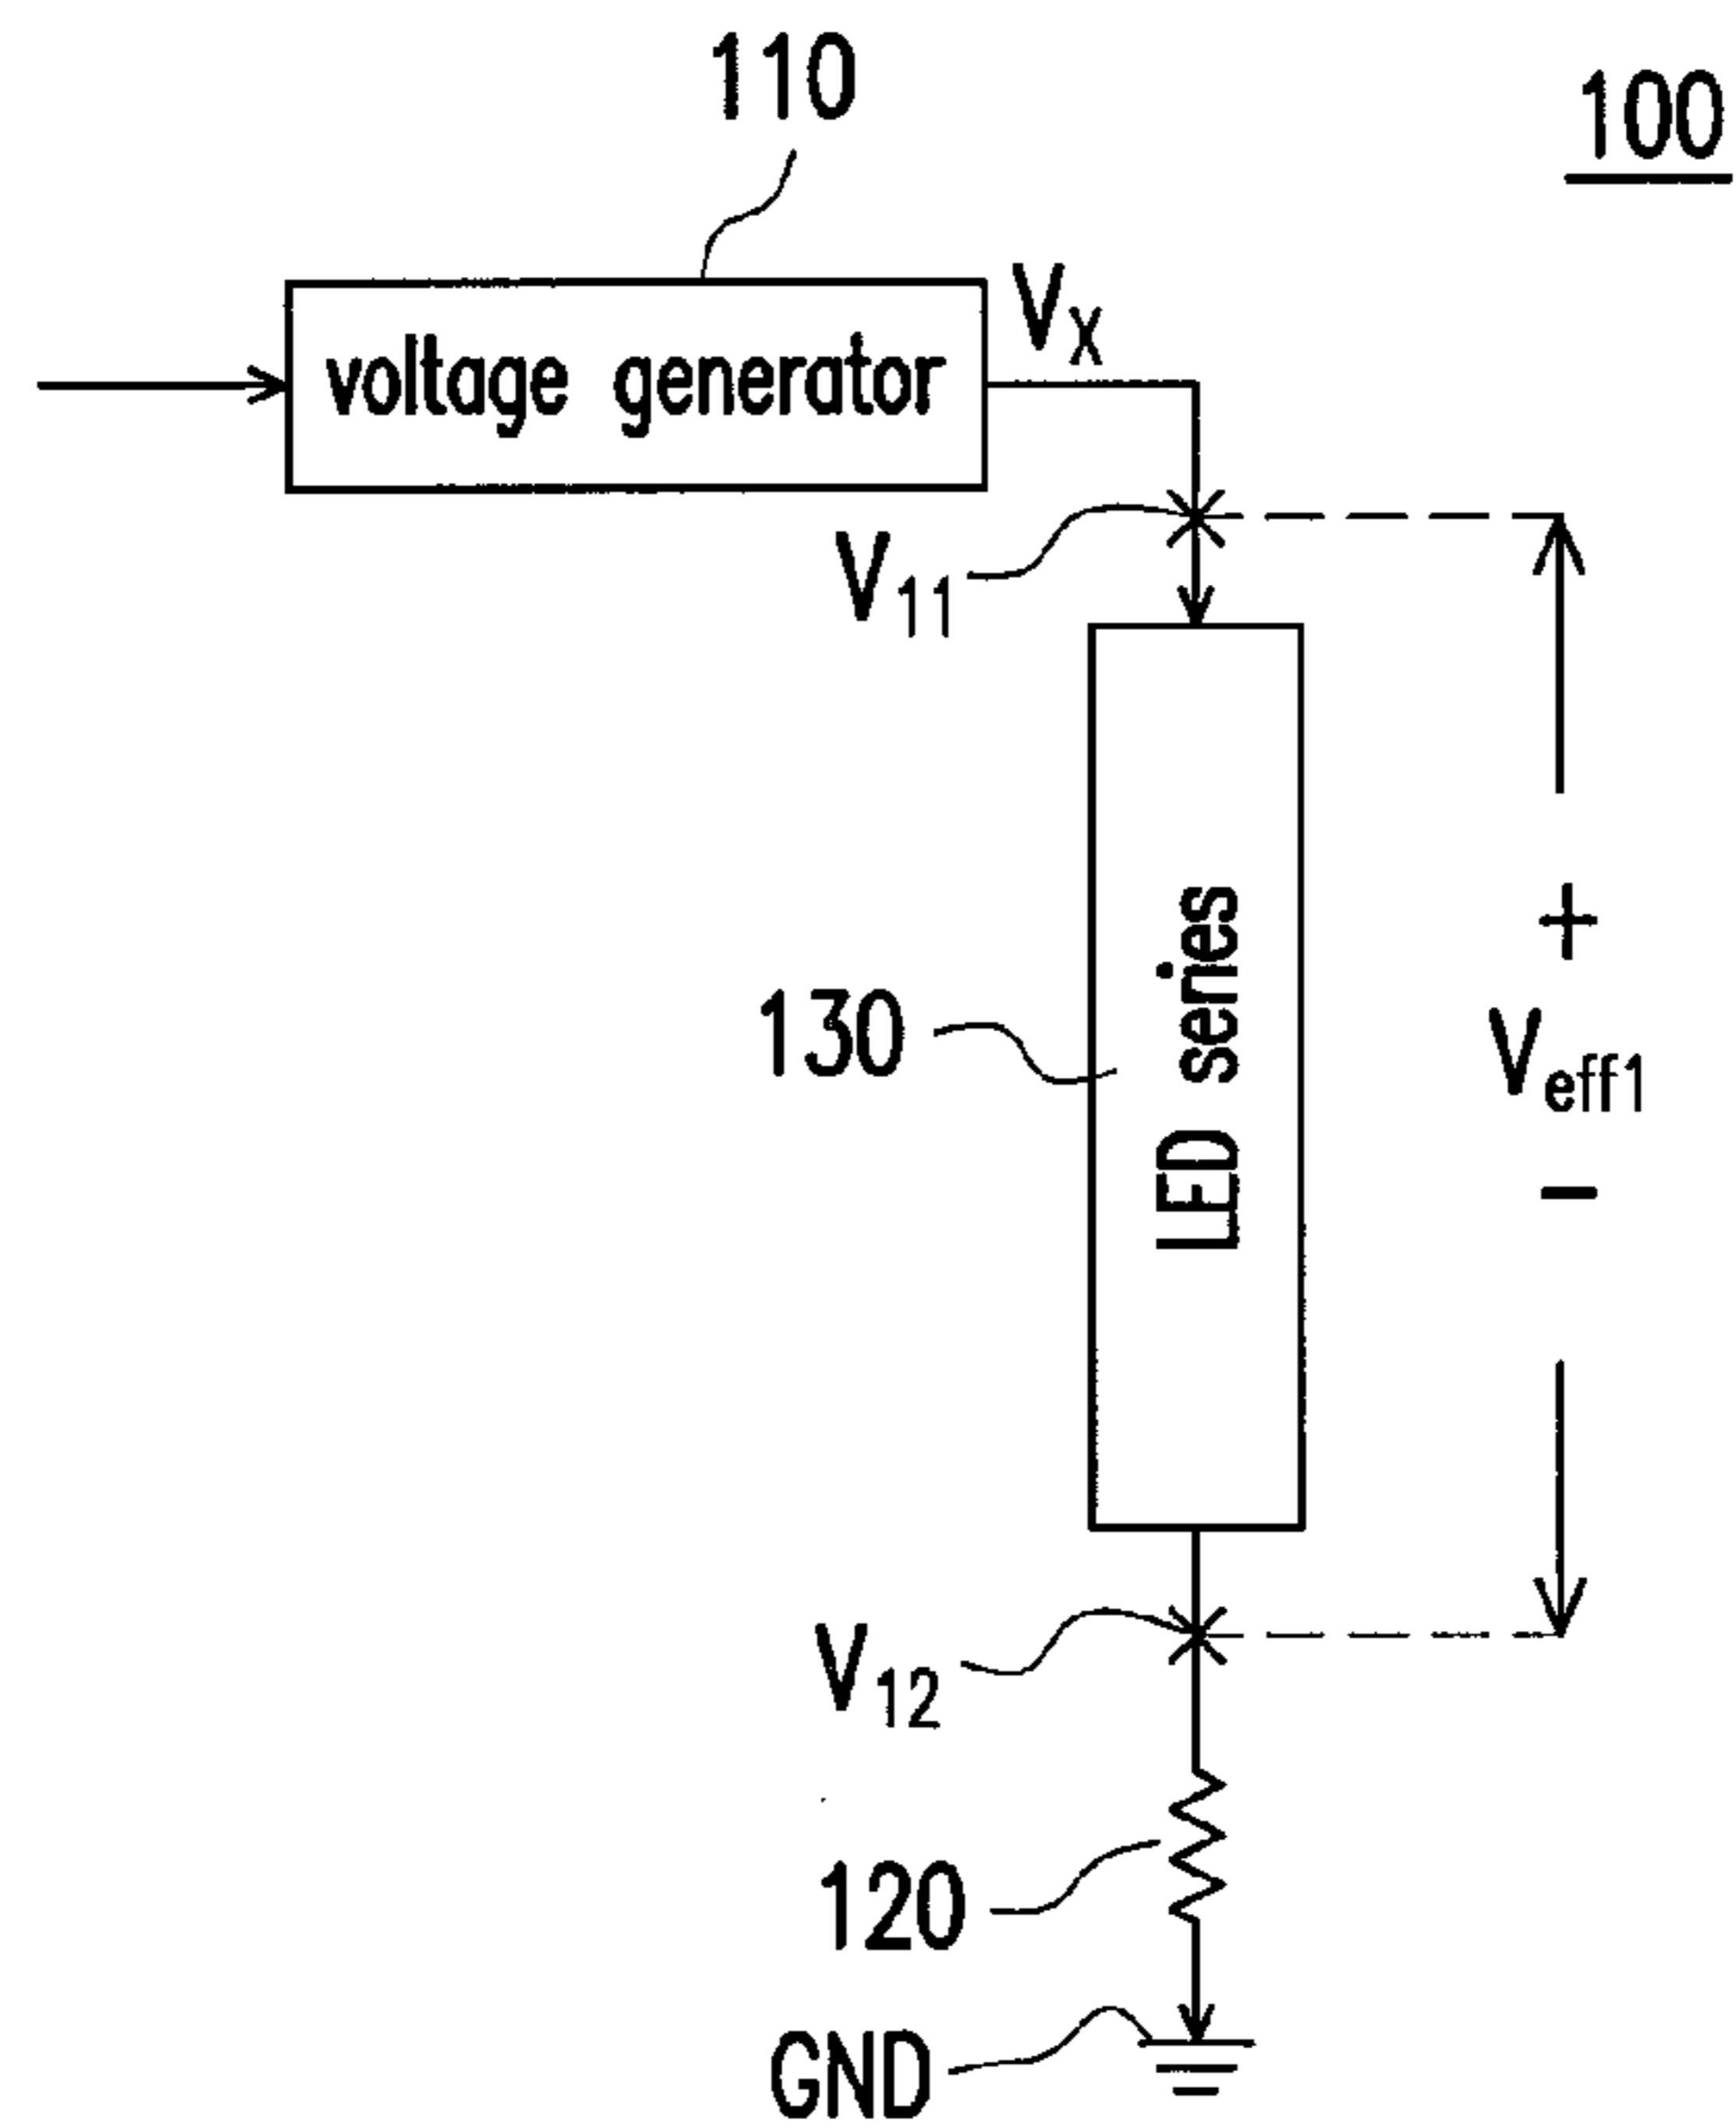 110
100
voltage generator
VX
V11
+
LED series
130
Veff1
-
V12
120
GND